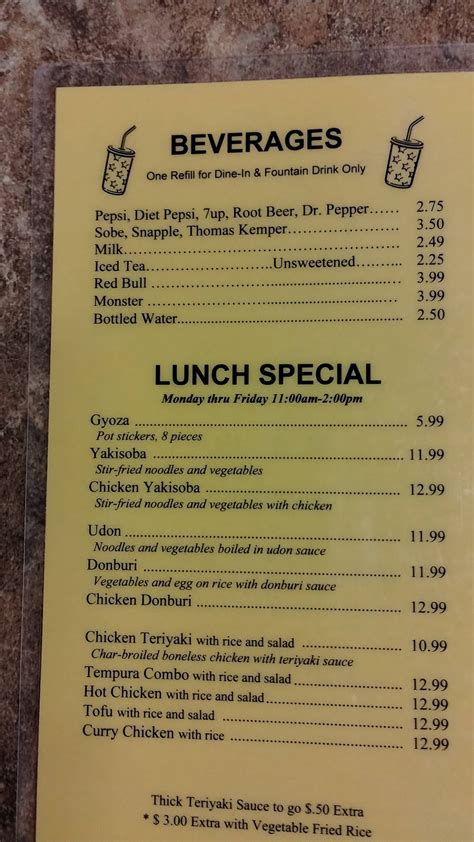 BEVERAGES
One Refill for Dine-In & Fountain Drink Only
Pepsi, Diet Pepsi, 7up, Root Beer, Dr. Pepper...... 2.75
Sobe, Snapple, Thomas Kemper................... 3.50
Milk................................................ 2.49
Iced Tea.........................Unsweetened.......... 2.25
Red Bull ............................................ 3.99
Monster ............................................ 3.99
Bottled Water....................................... 2.50
LUNCH SPECIAL
Monday thru Friday 11:00am-2:00pm
Gyoza ............................................ 5.99
Pot stickers, 8 pieces
Yakisoba ......................................... 11.99
Stir-fried noodles and vegetables
Chicken Yakisoba ................................. 12.99
Stir-fried noodles and vegetables with chicken
Udon ............................................. 11.99
Noodles and vegetables boiled in udon sauce
Donburi .......................................... 11.99
Vegetables and egg on rice with donburi sauce
Chicken Donburi .................................. 12.99
Chicken Teriyaki with rice and salad ............. 10.99
Char-broiled boneless chicken with teriyaki sauce
Tempura Combo with rice and salad................ 12.99
Hot Chicken with rice and salad.................. 12.99
Tofu with rice and salad ......................... 12.99
Curry Chicken with rice .......................... 12.99
Thick Teriyaki Sauce to go $.50 Extra
* $ 3.00 Extra with Vegetable Fried Rice